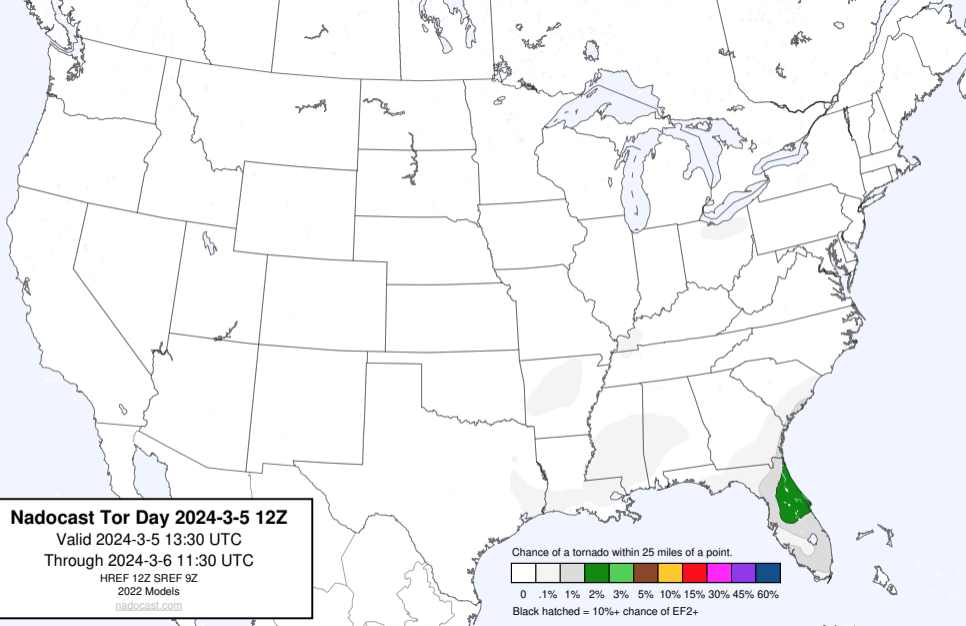 Nadocast Tor Day 2024-3-5 12Z
Valid 2024-3-5 13:30 UTC
Through 2024-3-6 11:30 UTC
HREF 12Z SREF 9Z
2022 Models
nadocast.com
Chance of a tornado within 25 miles of a point.
0 .1% 1% 2% 3% 5% 10% 15% 30% 45% 60%
Black hatched = 10%+ chance of EF2+